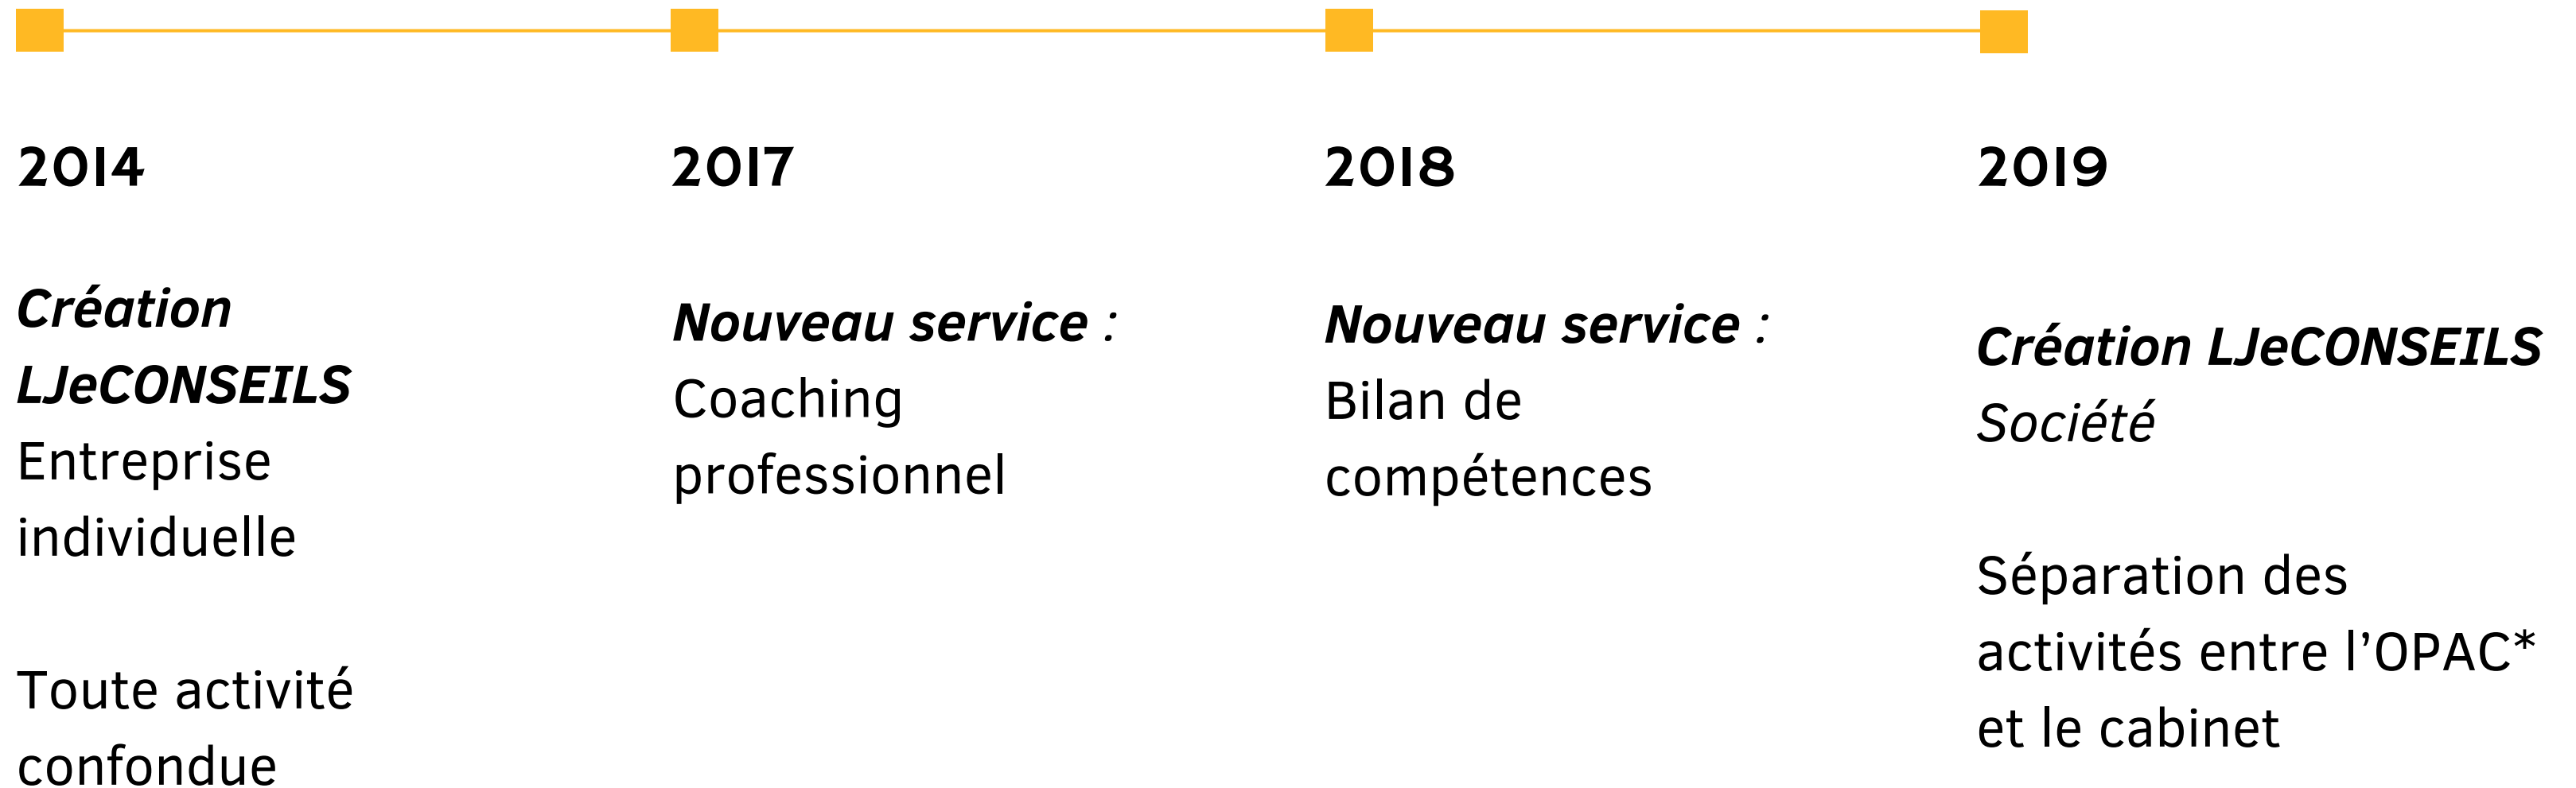 2014
Création
LJeCONSEILS
Entreprise
individuelle
Toute activité
confondue
2017
Nouveau service :
Coaching
professionnel
2018
Nouveau service :
Bilan de
compétences
2019
Création LJeCONSEILS
Société
Séparation des
activités entre l’OPAC*
et le cabinet